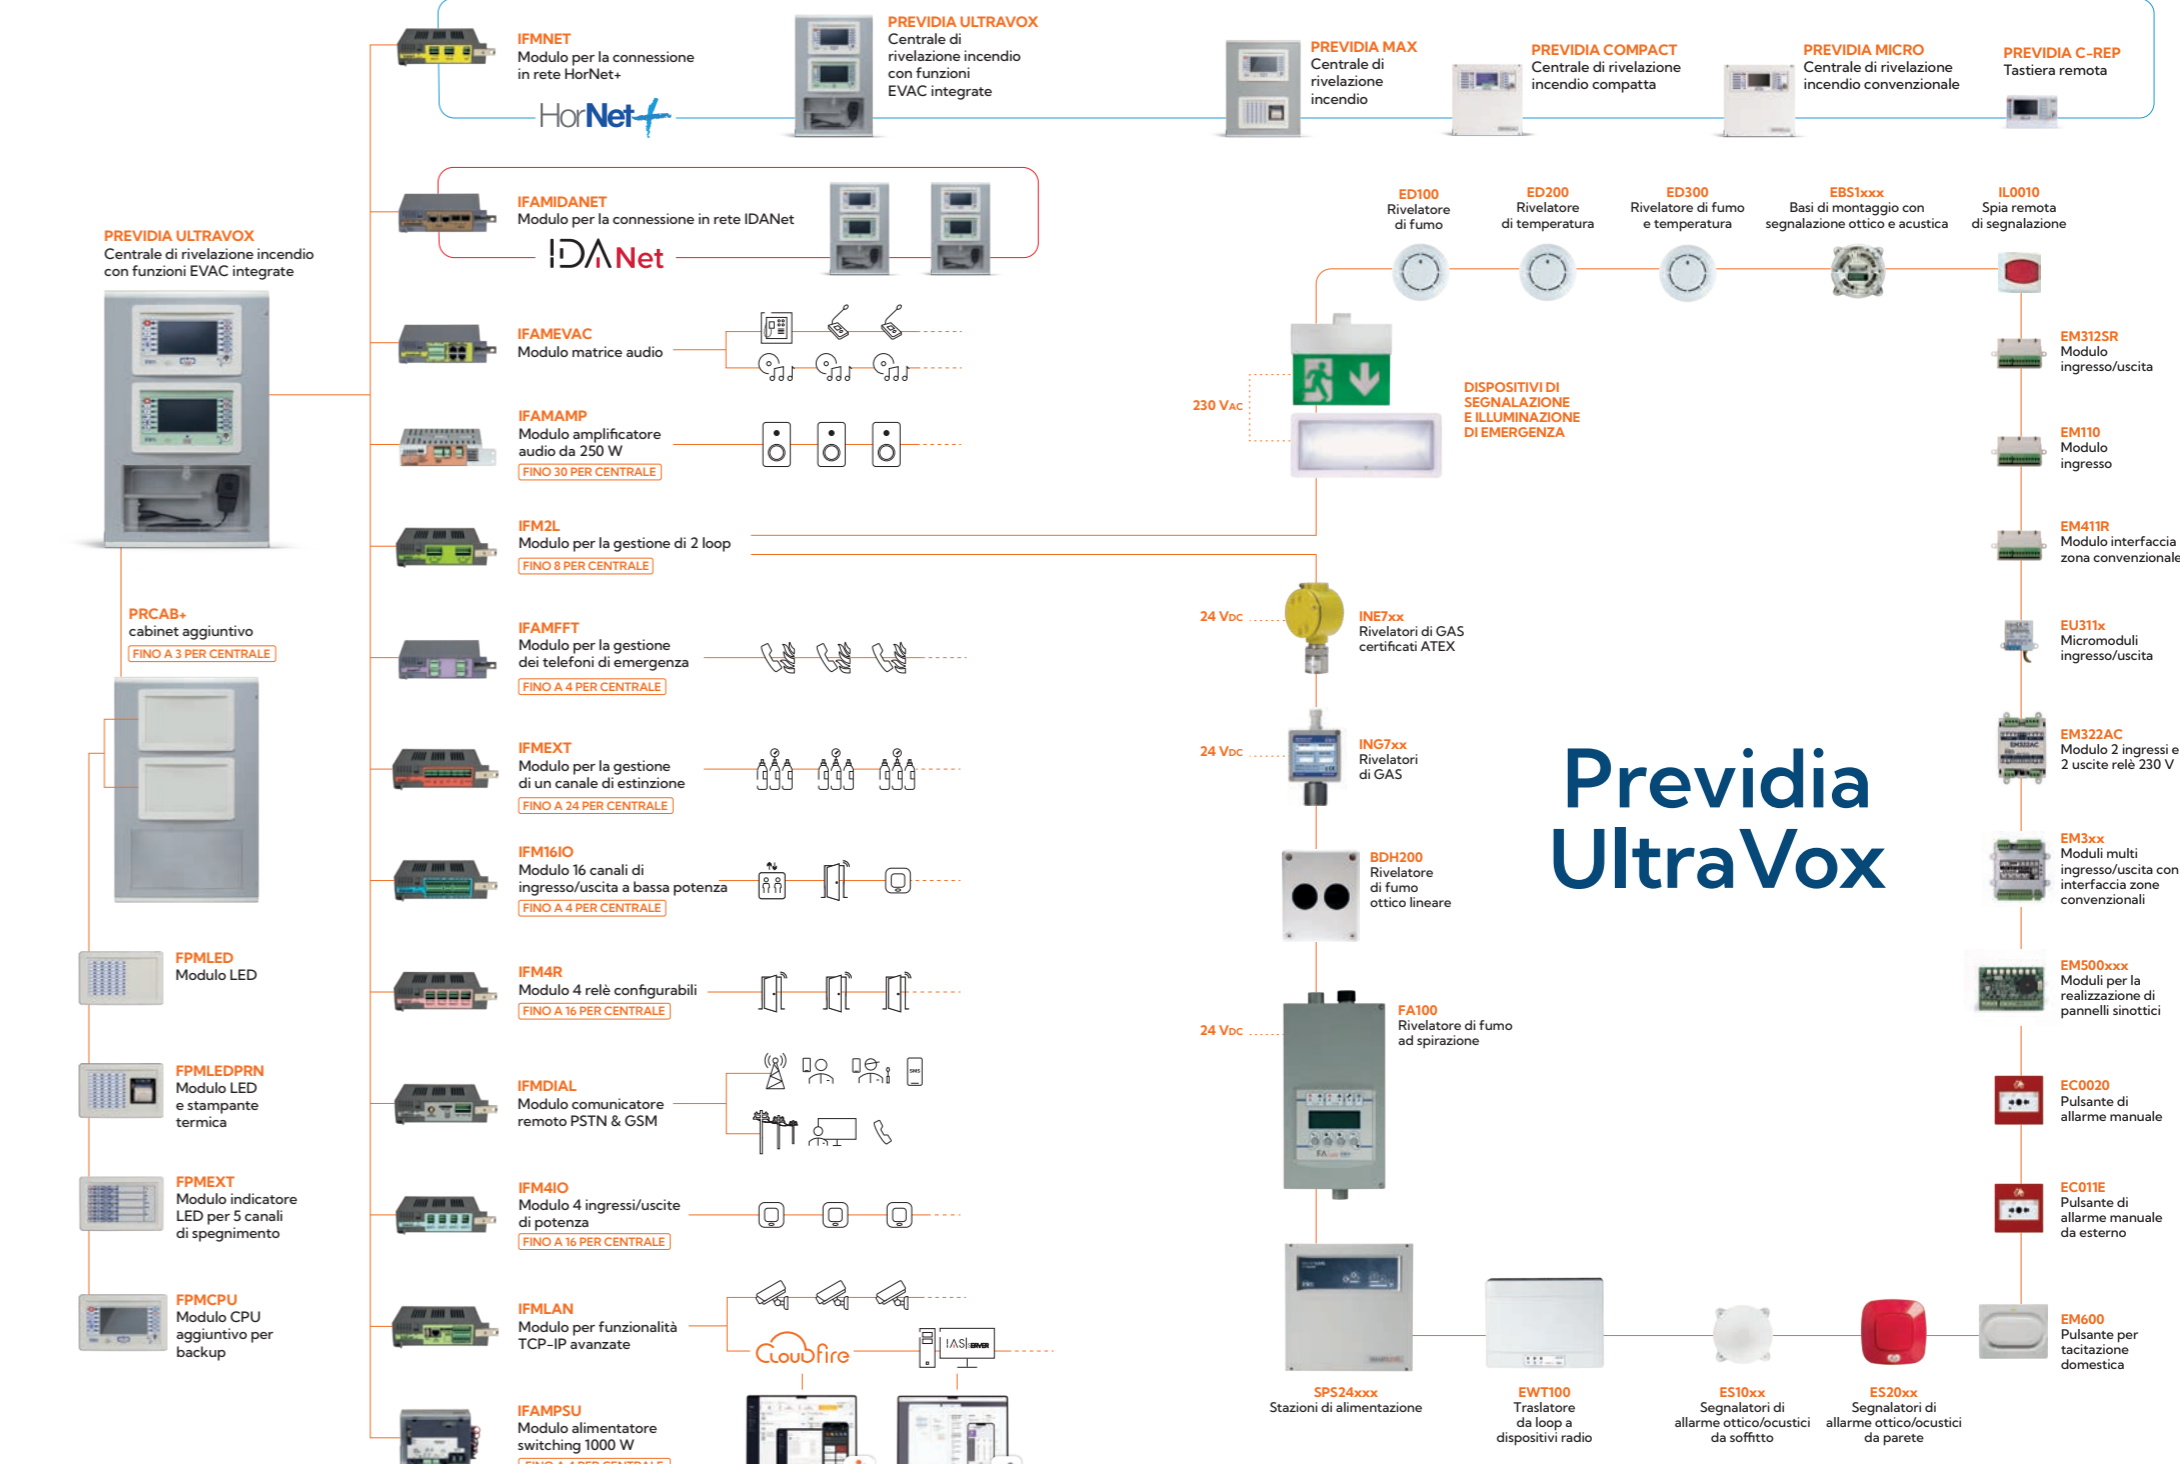 IFMNET
Modulo per la connessione
in rete HorNet+
HorNet+
PREVIDIA ULTRAVOX
Centrale di
rivelazione incendio
con funzioni
EVAC integrate
PREVIDIA MAX
Centrale di
rivelazione
incendio
PREVIDIA COMPACT
Centrale di rivelazione
incendio compatta
PREVIDIA MICRO
Centrale di rivelazione
incendio convenzionale
PREVIDIA C-REP
Tastiera remota
IFAMIDANET
Modulo per la connessione in rete IDANet
IDANet
PREVIDIA ULTRAVOX
Centrale di rivelazione incendio
con funzioni EVAC integrate
PRCAB+
cabinet aggiuntivo
FINO A 3 PER CENTRALE
FPMLED
Modulo LED
FPMLEDPRN
Modulo LED
e stampante
termica
FPMEXT
Modulo indicatore
LED per 5 canali
di spegnimento
FPMCPU
Modulo CPU
aggiuntivo per
backup
IFAMEVAC
Modulo matrice audio
IFAMAMP
Modulo amplificatore
audio da 250 W
FINO 30 PER CENTRALE
IFM2L
Modulo per la gestione di 2 loop
FINO 8 PER CENTRALE
IFAMFFT
Modulo per la gestione
dei telefoni di emergenza
FINO A 4 PER CENTRALE
IFMEXT
Modulo per la gestione
di un canale di estinzione
FINO A 24 PER CENTRALE
IFM16IO
Modulo 16 canali di
ingresso/uscita a bassa potenza
FINO A 4 PER CENTRALE
IFM4R
Modulo 4 relè configurabili
FINO A 16 PER CENTRALE
IFMDIAL
Modulo comunicatore
remoto PSTN & GSM
SMS
IFM4IO
Modulo 4 ingressi/uscite
di potenza
FINO A 16 PER CENTRALE
IFMLAN
Modulo per funzionalità
TCP-IP avanzate
CLOUDfire
IAS SERVER
IFAMPSU
Modulo alimentatore
switching 1000 W
FINO A 4 PER CENTRALE
ED100
Rivelatore
di fumo
ED200
Rivelatore
di temperatura
ED300
Rivelatore di fumo
e temperatura
EBS1xxx
Basi di montaggio con
segnalazione ottico e acustica
IL0010
Spia remota
di segnalazione
230 VAC
DISPOSITIVI DI
SEGNALAZIONE
E ILLUMINAZIONE
DI EMERGENZA
24 VDC
INE7xx
Rivelatori di GAS
certificati ATEX
24 VDC
ING7xx
Rivelatori
di GAS
BDH200
Rivelatore
di fumo
ottico lineare
24 VDC
FA100
Rivelatore di fumo
ad spirazione
Previdia
UltraVox
EM312SR
Modulo
ingresso/uscita
EM110
Modulo
ingresso
EM411R
Modulo interfaccia
zona convenzionale
EU311x
Micromoduli
ingresso/uscita
EM322AC
EM322AC
Modulo 2 ingressi e
2 uscite relè 230 V
EM3xx
Moduli multi
ingresso/uscita con
interfaccia zone
convenzionali
EM500xxx
Moduli per la
realizzazione di
pannelli sinottici
EC0020
Pulsante di
allarme manuale
EC011E
Pulsante di
allarme manuale
da esterno
EM600
Pulsante per
tacitazione
domestica
SPS24xxx
Stazioni di alimentazione
EWT100
Traslatore
da loop a
dispositivi radio
ES10xx
Segnalatori di
allarme ottico/ocustici
da soffitto
ES20xx
Segnalatori di
allarme ottico/ocustici
da parete